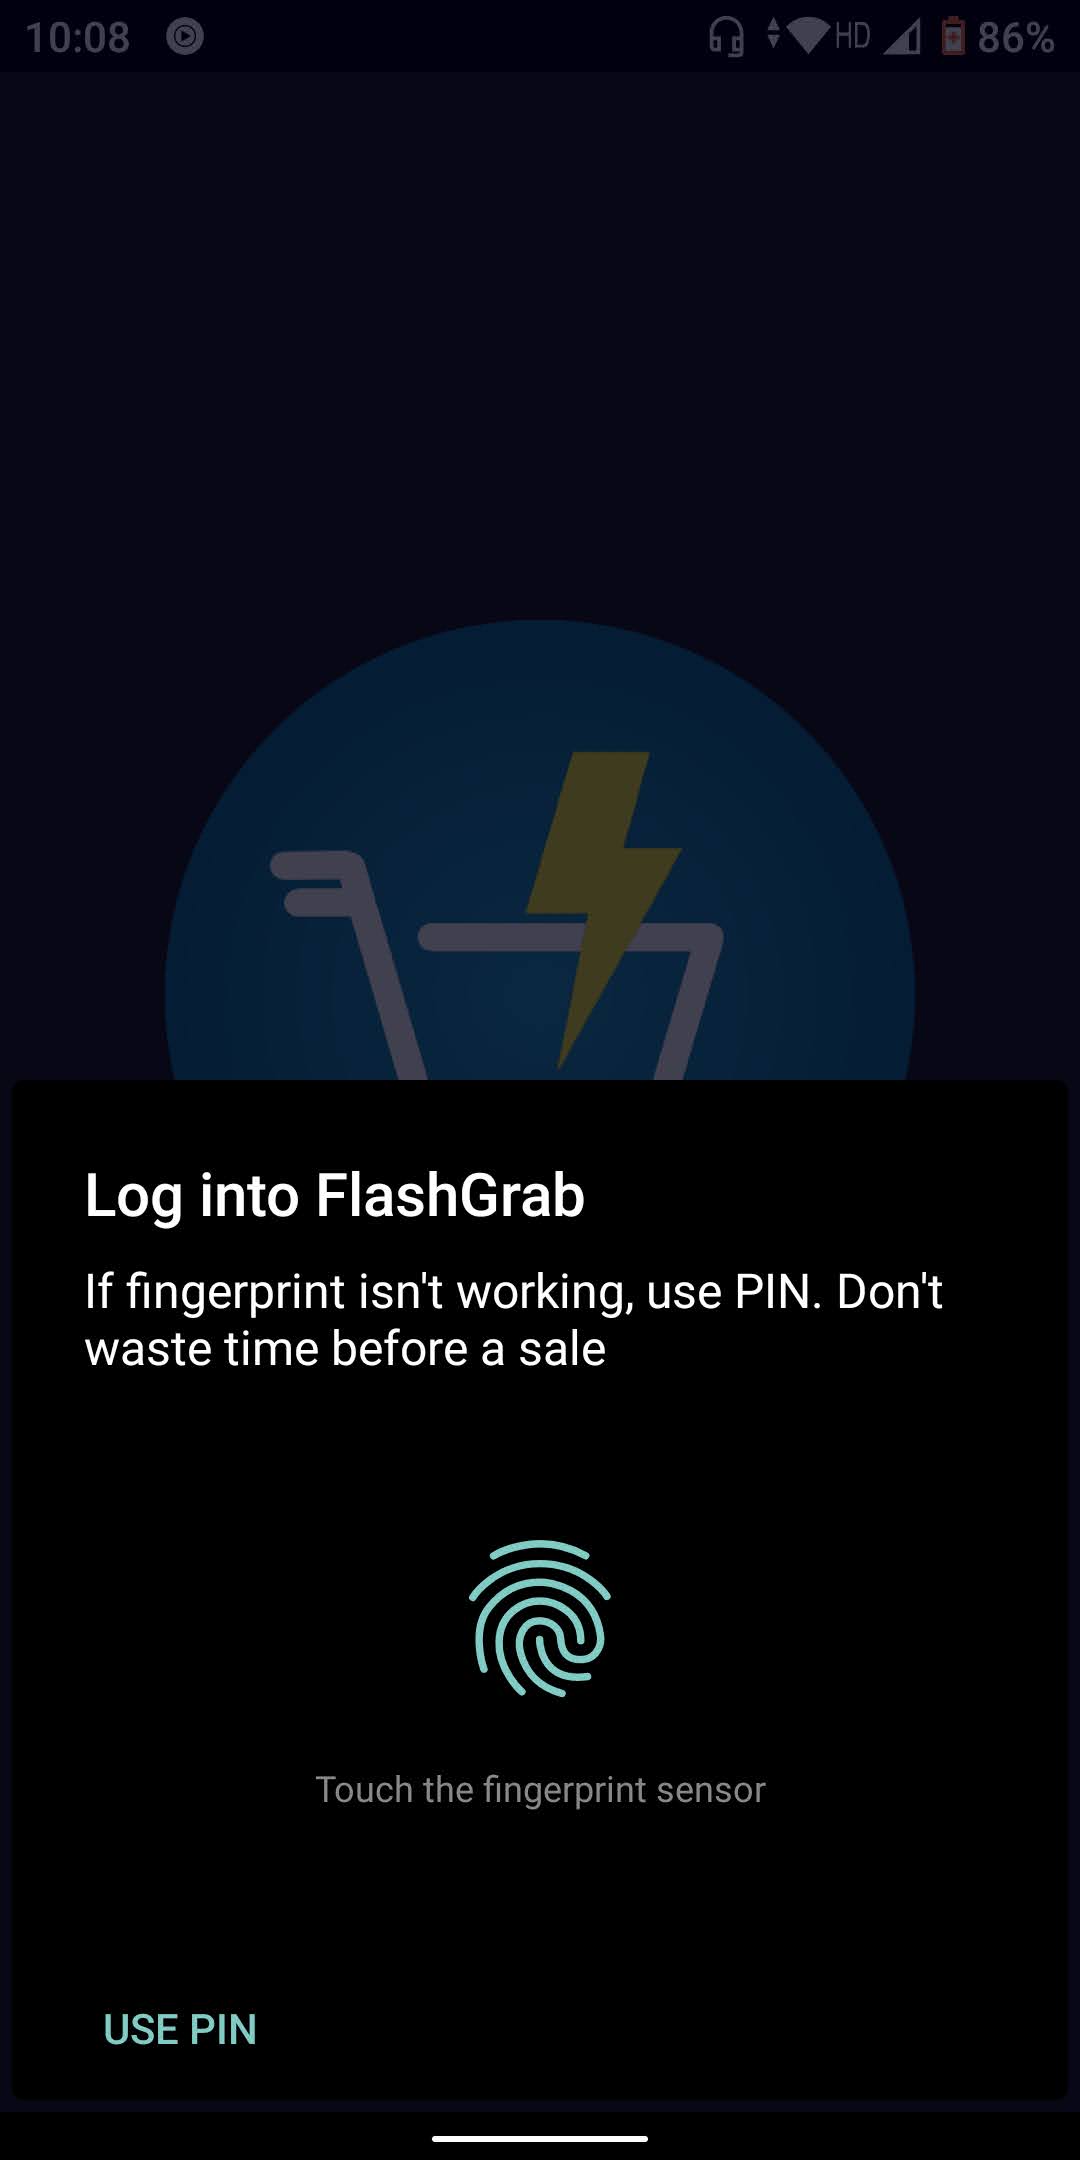 10:08 HD 86%
Log into FlashGrab
If fingerprint isn't working, use PIN. Don't
waste time before a sale
Touch the fingerprint sensor
USE PIN